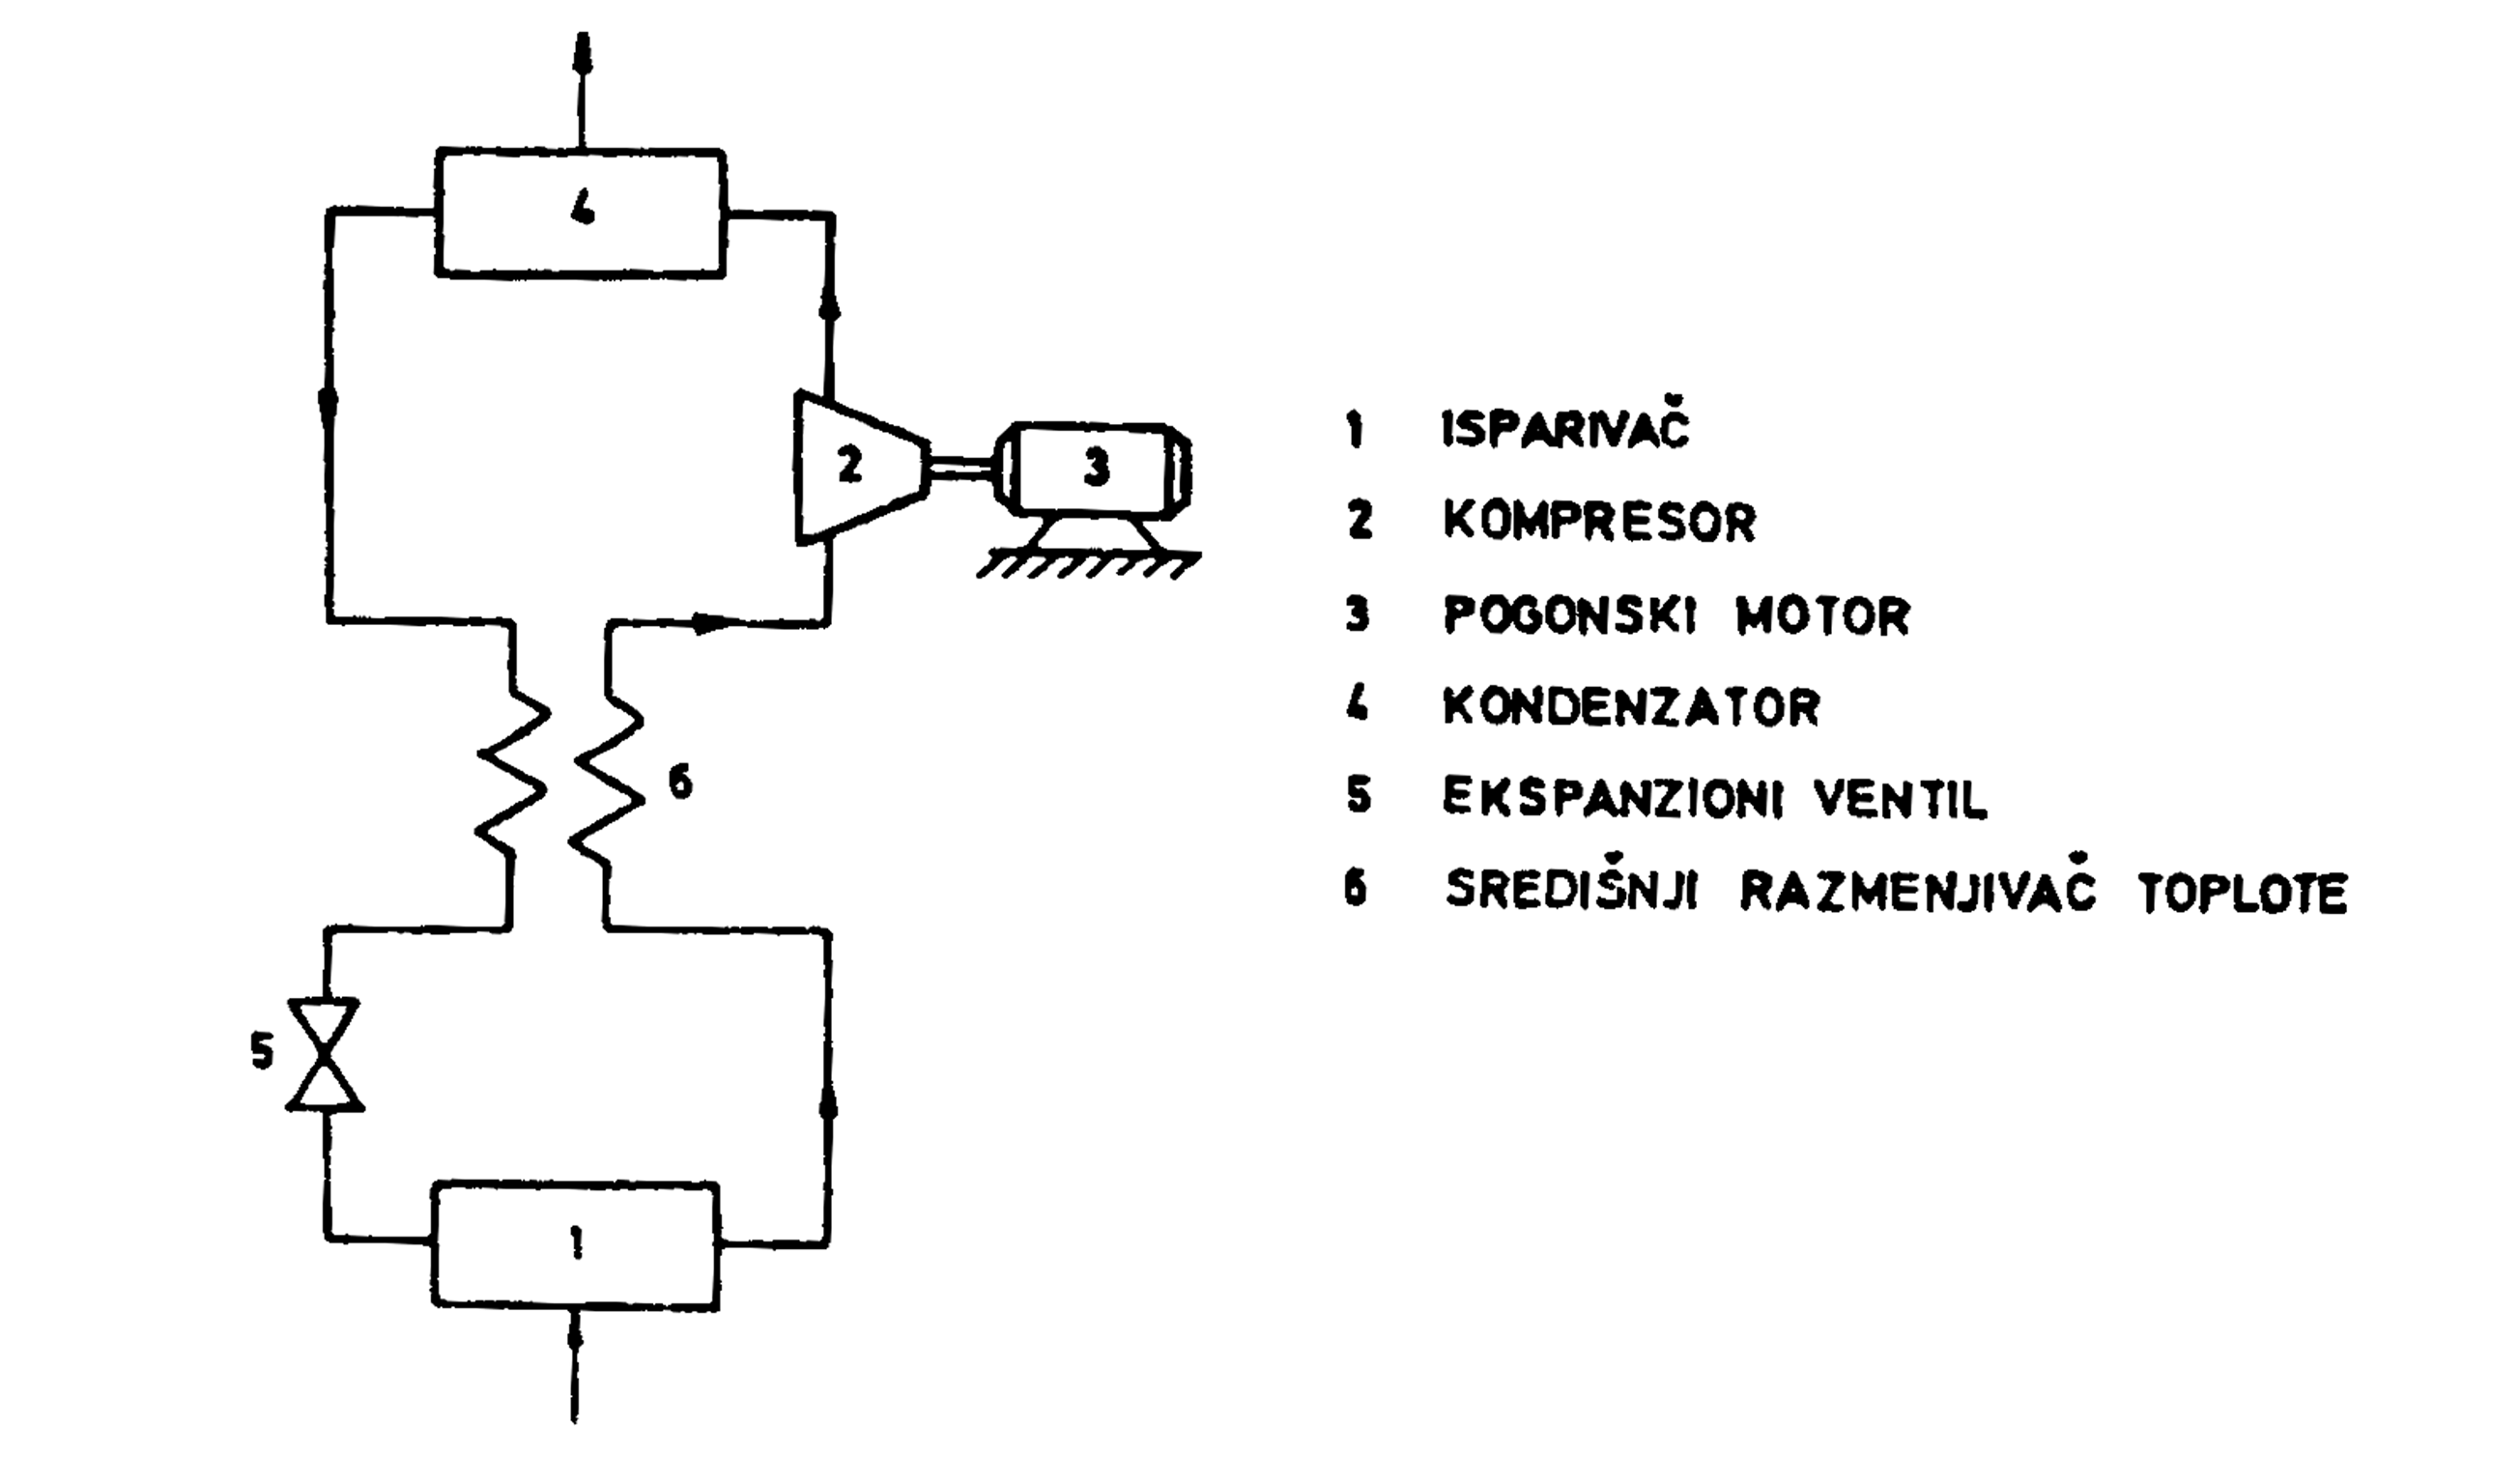 4
2
3
6
5
1
1 ISPARIVAČ
2 KOMPRESOR
3 POGONSKI MOTOR
4 KONDENZATOR
5 EKSPANZIONI VENTIL
6 SREDIŠNJI RAZMENJIVAČ TOPLOTE